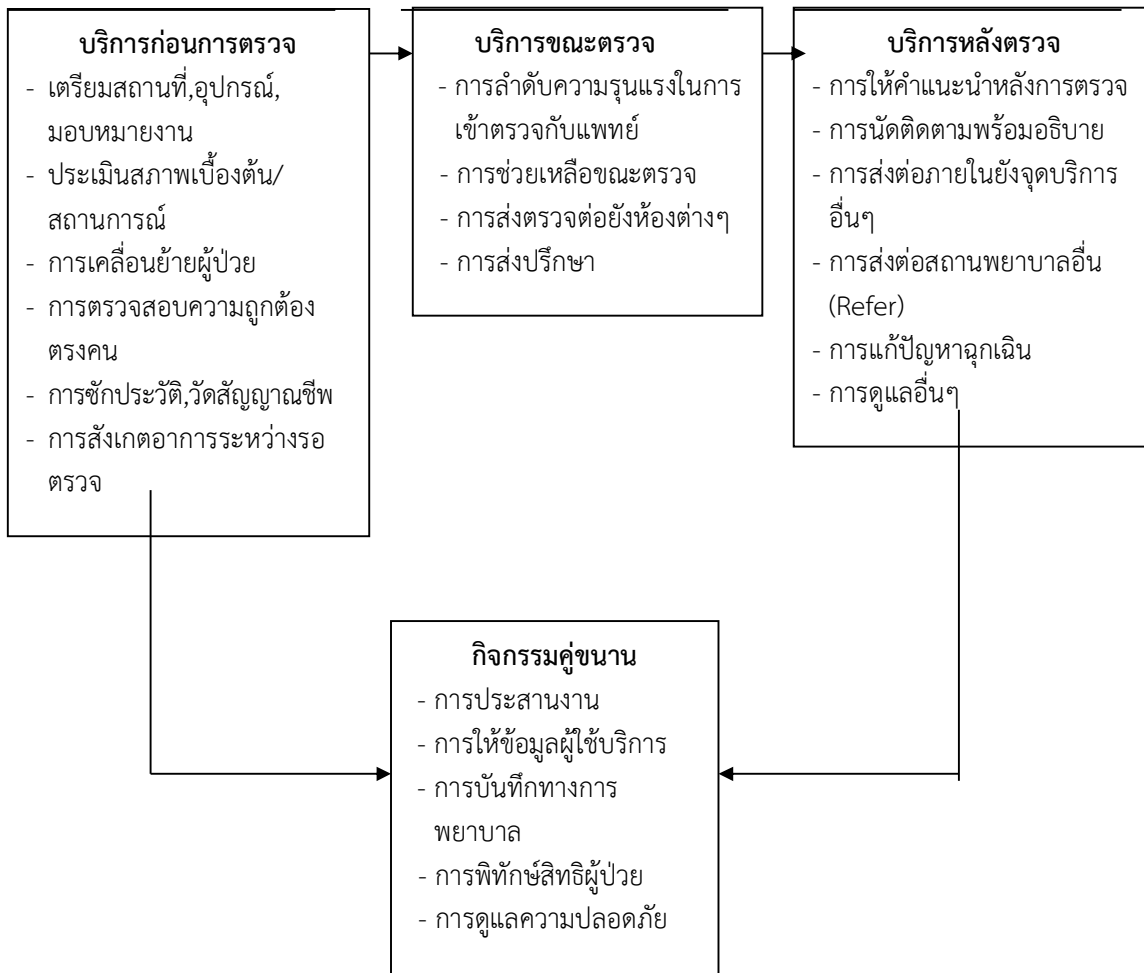 บริการก่อนการตรวจ
- เตรียมสถานที่,อุปกรณ์,
มอบหมายงาน
- ประเมินสภาพเบื้องต้น/
สถานการณ์
- การเคลื่อนย้ายผู้ป่วย
- การตรวจสอบความถูกต้อง
ตรงคน
- การซักประวัติ,วัดสัญญาณชีพ
- การสังเกตอาการระหว่างรอ
ตรวจ
บริการขณะตรวจ
- การลำดับความรุนแรงในการ
เข้าตรวจกับแพทย์
- การช่วยเหลือขณะตรวจ
- การส่งตรวจต่อยังห้องต่างๆ
- การส่งปรึกษา
บริการหลังตรวจ
- การให้คำแนะนำหลังการตรวจ
- การนัดติดตามพร้อมอธิบาย
- การส่งต่อภายในยังจุดบริการ
อื่นๆ
- การส่งต่อสถานพยาบาลอื่น
(Refer)
- การแก้ปัญหาฉุกเฉิน
- การดูแลอื่นๆ
กิจกรรมคู่ขนาน
- การประสานงาน
- การให้ข้อมูลผู้ใช้บริการ
- การบันทึกทางการ
พยาบาล
- การพิทักษ์สิทธิผู้ป่วย
- การดูแลความปลอดภัย